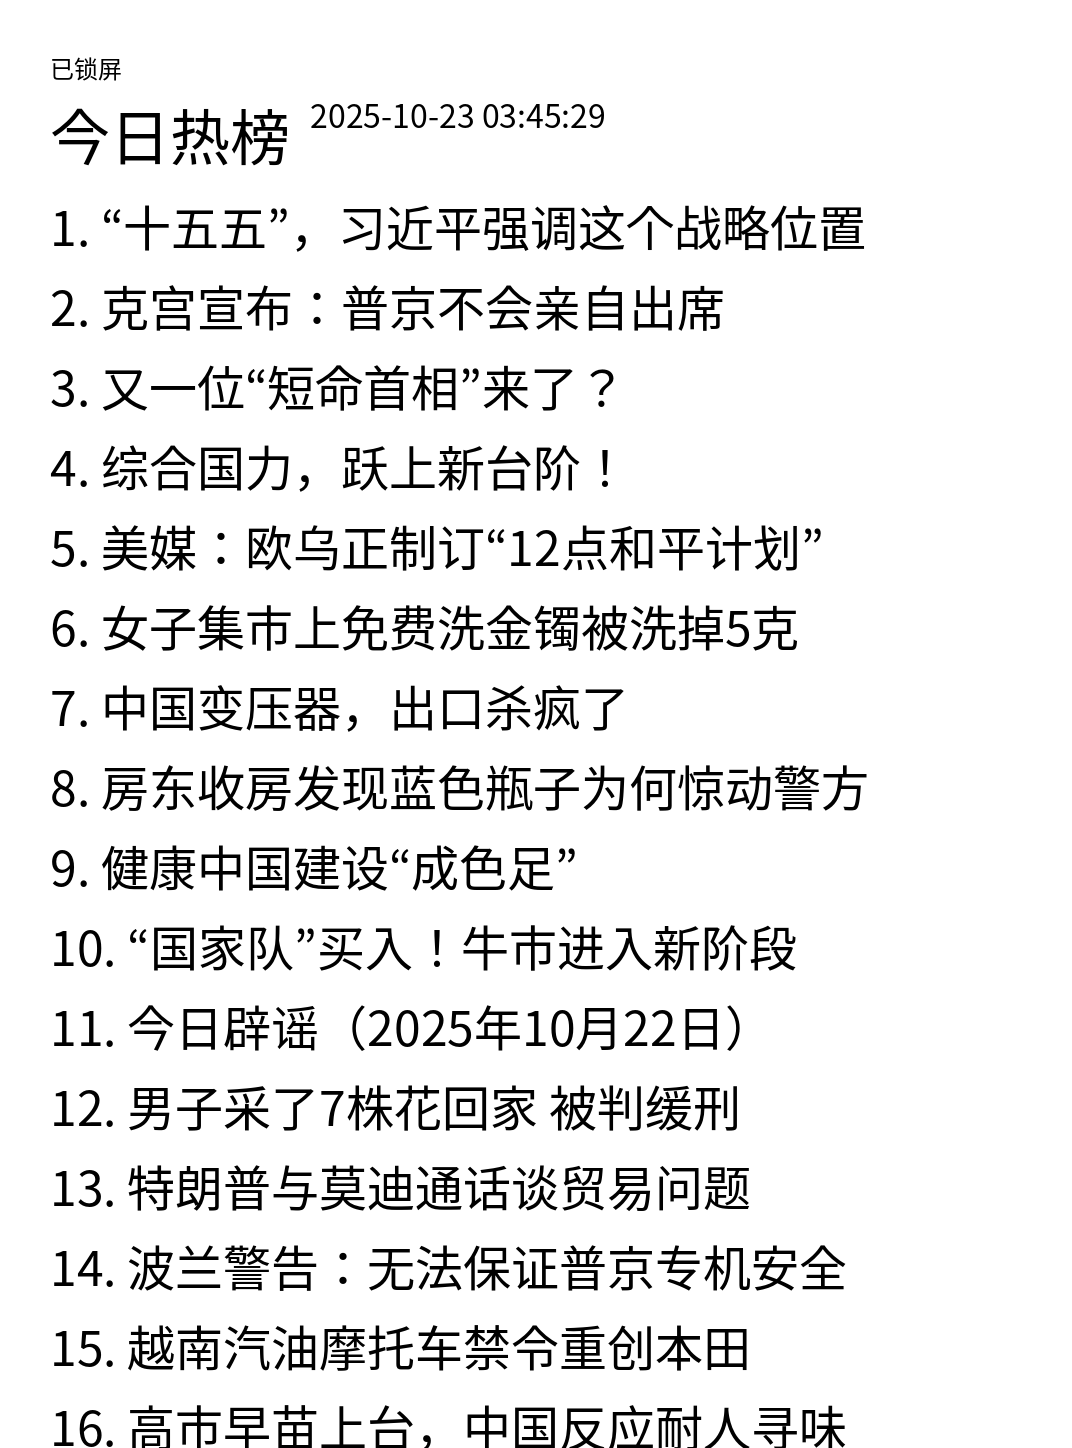 已锁屏
今日热榜 2025-10-23 03:45:29
1. “十五五”，习近平强调这个战略位置
2. 克宫宣布：普京不会亲自出席
3. 又一位“短命首相”来了？
4. 综合国力，跃上新台阶！
5. 美媒：欧乌正制订“12点和平计划”
6. 女子集市上免费洗金镯被洗掉5克
7. 中国变压器，出口杀疯了
8. 房东收房发现蓝色瓶子为何惊动警方
9. 健康中国建设“成色足”
10. “国家队”买入！牛市进入新阶段
11. 今日辟谣（2025年10月22日）
12. 男子采了7株花回家 被判缓刑
13. 特朗普与莫迪通话谈贸易问题
14. 波兰警告：无法保证普京专机安全
15. 越南汽油摩托车禁令重创本田
16. 高市早苗上台，中国反应耐人寻味